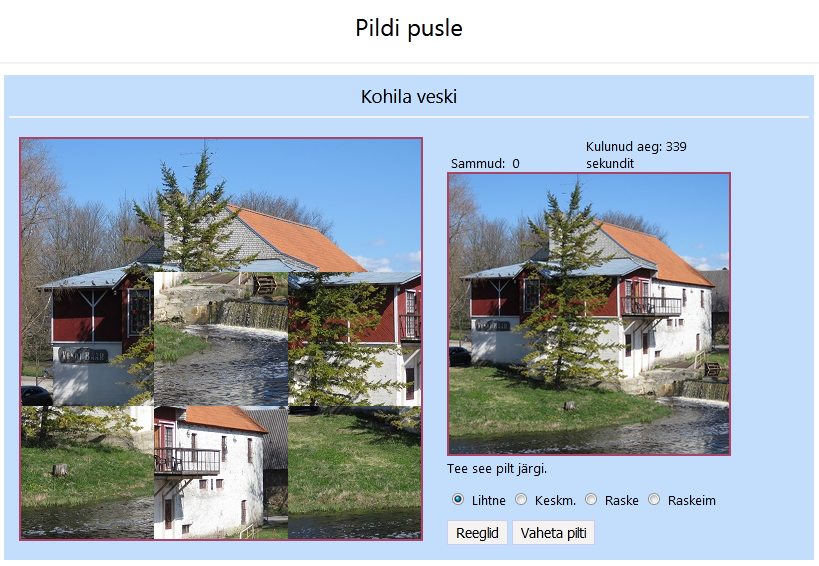 Pildi pusle
Kohila veski
Sammud: 0
Kulunud aeg: 339
sekundit
Tee see pilt järgi.
Lihtne Keskm. Raske Raskeim
Reeglid Vaheta pilti